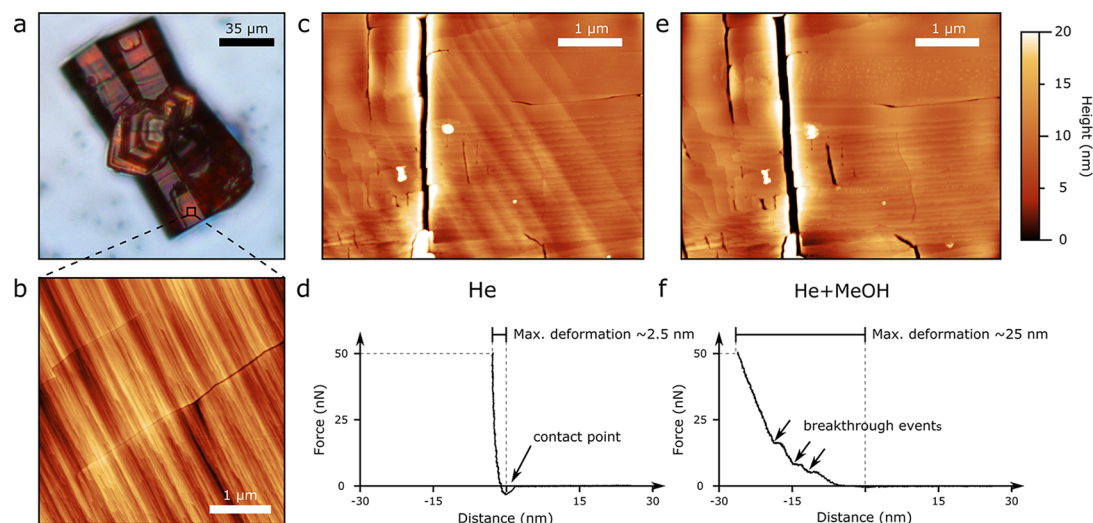 a
35 µm
c
1 µm
e
1 µm
20
15
10
5
0
Height (nm)
b
1 µm
d
He
Max. deformation ~2.5 nm
50
25
0
Force (nN)
contact point
-30
-15
0
15
30
Distance (nm)
f
He+MeOH
Max. deformation ~25 nm
50
25
0
Force (nN)
breakthrough events
-30
-15
0
15
30
Distance (nm)